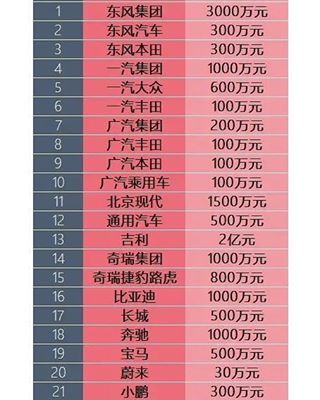 1 东风集团 3000万元
2 东风汽车 300万元
3 东风本田 300万元
4 一汽集团 1000万元
5 一汽大众 600万元
6 一汽丰田 100万元
7 广汽集团 200万元
8 广汽丰田 100万元
9 广汽本田 100万元
10 广汽乘用车 100万元
11 北京现代 1500万元
12 通用汽车 500万元
13 吉利 2亿元
14 奇瑞集团 1000万元
15 奇瑞捷豹路虎 800万元
16 比亚迪 1000万元
17 长城 500万元
18 奔驰 1000万元
19 宝马 500万元
20 蔚来 30万元
21 小鹏 300万元